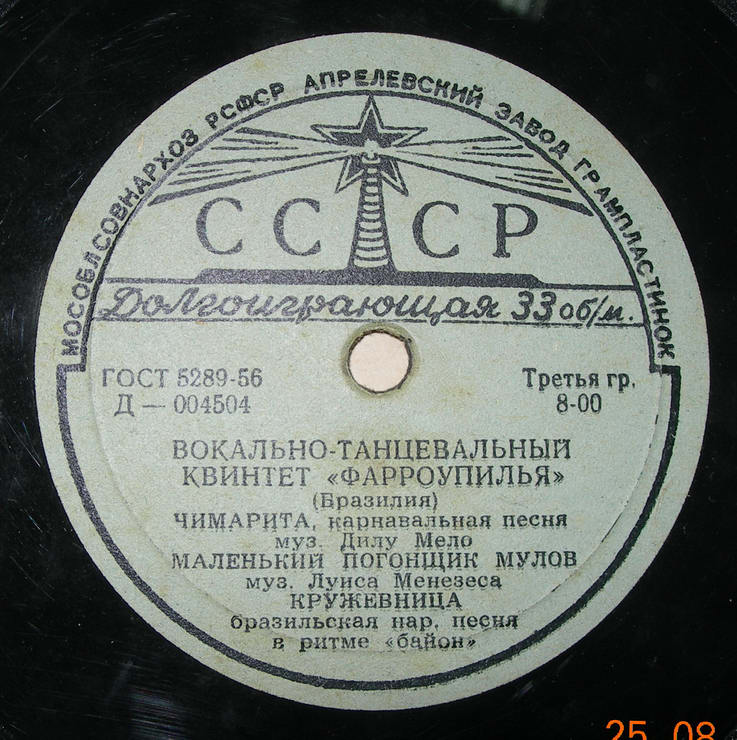 МОСОБЛСОВНАРХОЗ РСФСР АПРЕЛЕВСКИЙ ЗАВОД ГРАМПЛАСТИНОК
СССР
Долгоиграющая 33 об/м.
ГОСТ 5289-56
Д — 004504
Третья гр.
8-00
ВОКАЛЬНО-ТАНЦЕВАЛЬНЫЙ
КВИНТЕТ «ФАРРОУПИЛЬЯ»
(Бразилия)
ЧИМАРИТА, карнавальная песня
муз. Дилу Мело
МАЛЕНЬКИЙ ПОГОНЩИК МУЛОВ
муз. Луиса Менезеса
КРУЖЕВНИЦА
бразильская нар. песня
в ритме «байон»
25 08